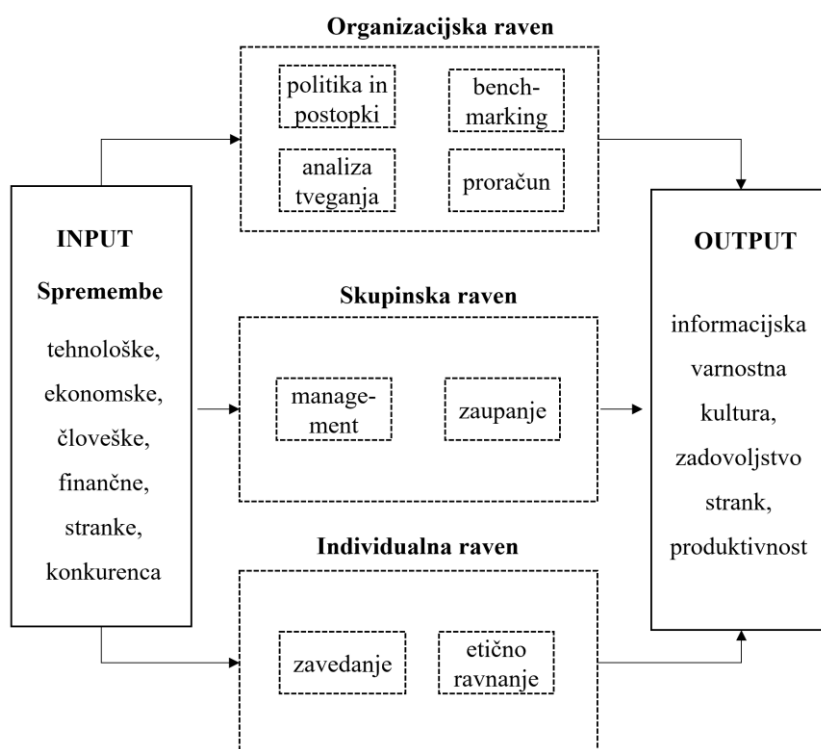 Organizacijska raven
politika in
postopki
bench-
marking
analiza
tveganja
proračun
INPUT
Spremembe
tehnološke,
ekonomske,
človeške,
finančne,
stranke,
konkurenca
Skupinska raven
manage-
ment
zaupanje
Individualna raven
zavedanje
etično
ravnanje
OUTPUT
informacijska
varnostna
kultura,
zadovoljstvo
strank,
produktivnost